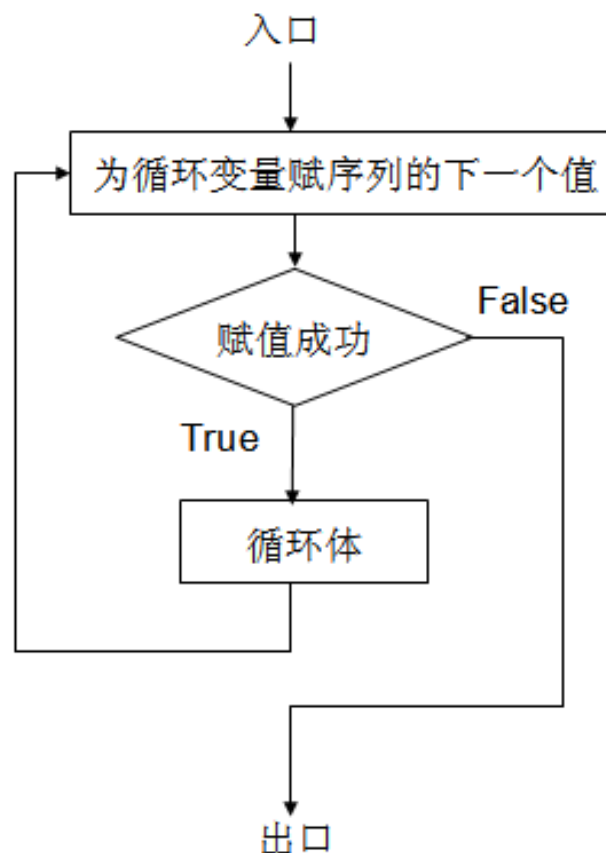 入口
为循环变量赋序列的下一个值
False
赋值成功
True
循环体
出口